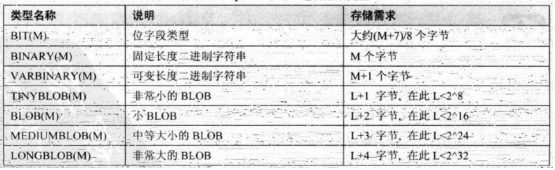 类型名称 说明 存储需求
BIT(M) 位字段类型 大约(M+7)/8 个字节
BINARY(M) 固定长度二进制字符串 M 个字节
VARBINARY(M) 可变长度二进制字符串 M+1 个字节
TINYBLOB(M) 非常小的 BLOB L+1 字节, 在此 L<2^8
BLOB(M) 小 BLOB L+2 字节, 在此 L<2^16
MEDIUMBLOB(M) 中等大小的 BLOB L+3 字节, 在此 L<2^24
LONGBLOB(M) 非常大的 BLOB L+4 字节, 在此 L<2^32